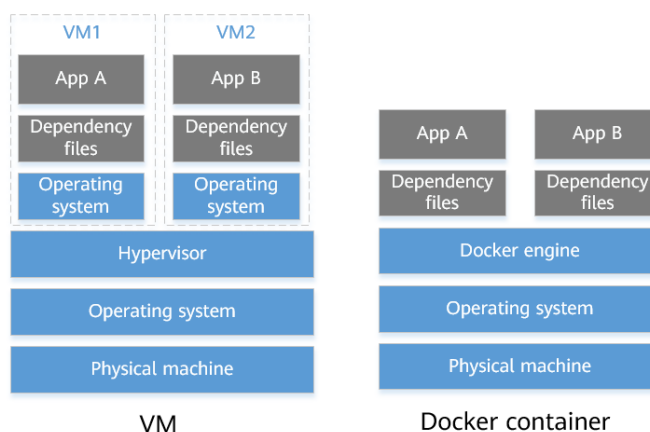 VM1
VM2
App A
App B
Dependency
files
Dependency
files
Operating
system
Operating
system
Hypervisor
Operating system
Physical machine
VM
App A
App B
Dependency
files
Dependency
files
Docker engine
Operating system
Physical machine
Docker container